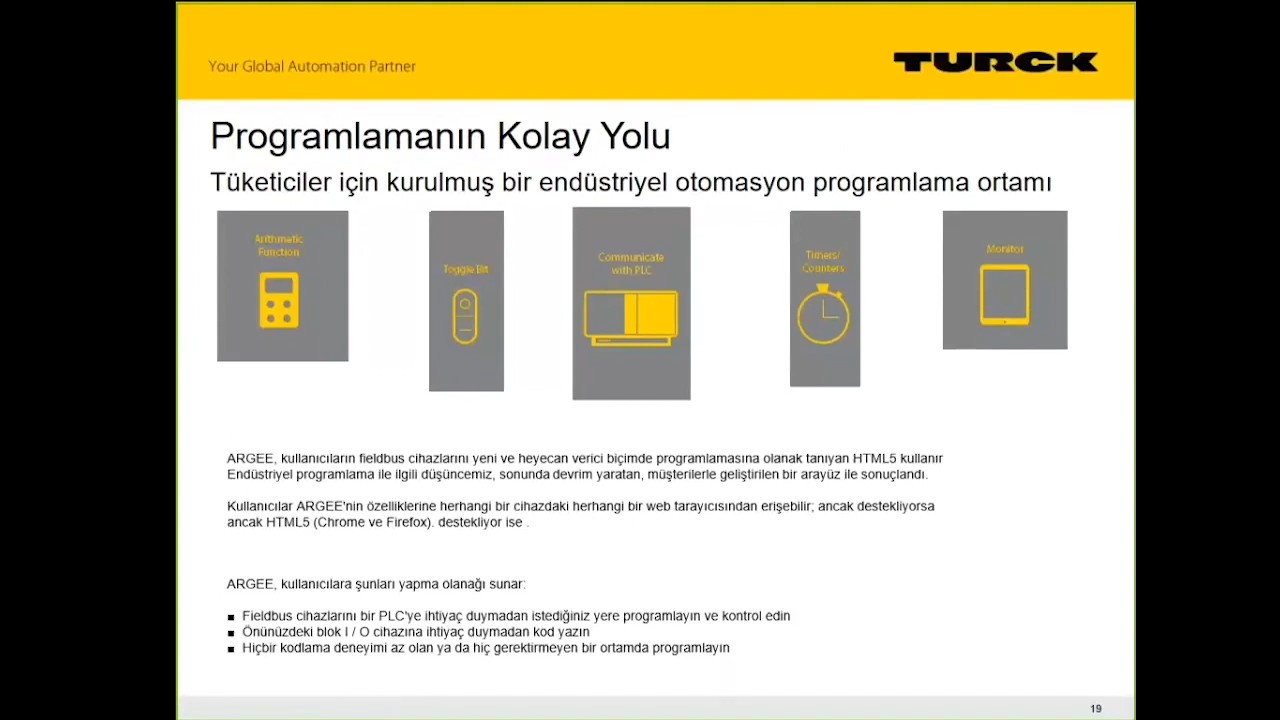 Your Global Automation Partner
TURCK
Programlamanın Kolay Yolu
Tüketiciler için kurulmuş bir endüstriyel otomasyon programlama ortamı
Arithmetic
Function
Toggle Bit
Communicate
with PLC
Timers/
Counters
Monitor
ARGEE, kullanıcıların fieldbus cihazlarını yeni ve heyecan verici biçimde programlamasına olanak tanıyan HTML5 kullanır
Endüstriyel programlama ile ilgili düşüncemiz, sonunda devrim yaratan, müşterilerle geliştirilen bir arayüz ile sonuçlandı.
Kullanıcılar ARGEE'nin özelliklerine herhangi bir cihazdaki herhangi bir web tarayıcısından erişebilir; ancak destekliyorsa
ancak HTML5 (Chrome ve Firefox). destekliyor ise .
ARGEE, kullanıcılara şunları yapma olanağı sunar:
▪ Fieldbus cihazlarını bir PLC'ye ihtiyaç duymadan istediğiniz yere programlayın ve kontrol edin
▪ Önünüzdeki blok I / O cihazına ihtiyaç duymadan kod yazın
▪ Hiçbir kodlama deneyimi az olan ya da hiç gerektirmeyen bir ortamda programlayın
19